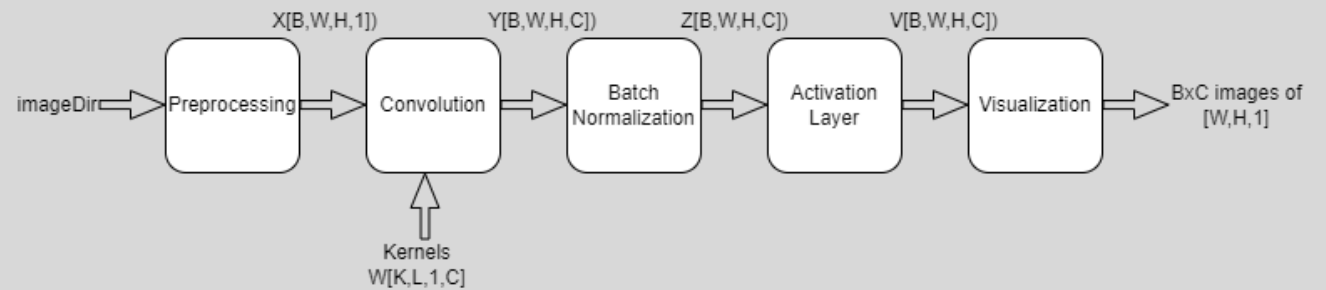 X[B,W,H,1])
Y[B,W,H,C])
Z[B,W,H,C])
V[B,W,H,C])
imageDir
Preprocessing
Convolution
Batch
Normalization
Activation
Layer
Visualization
BxC images of
[W,H,1]
Kernels
W[K,L,1,C]